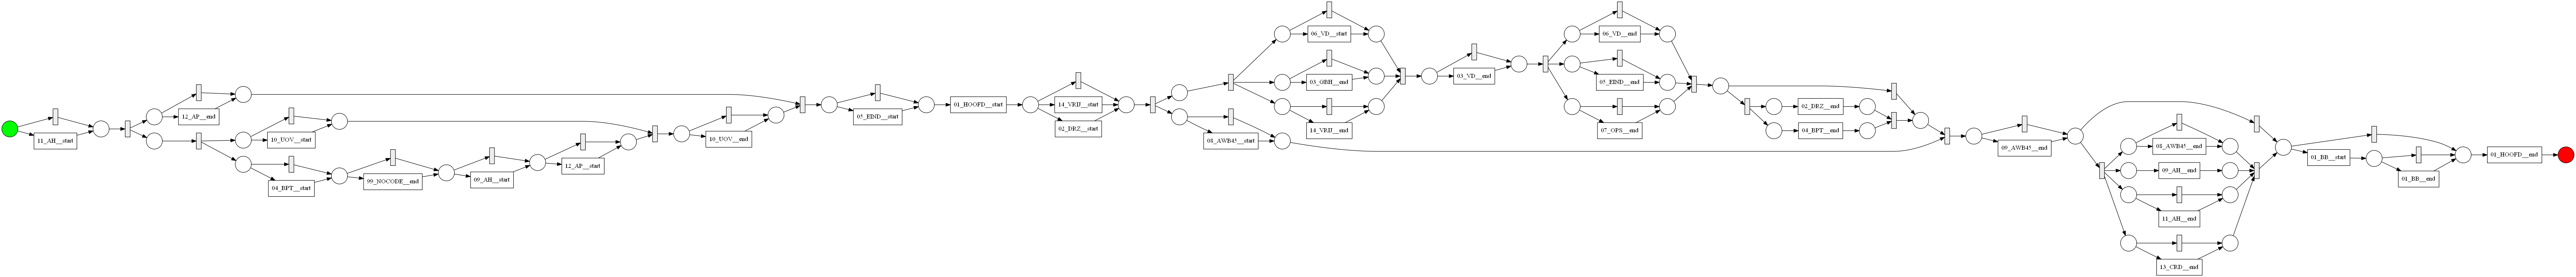 11_AH__start
12_AP__end
10_UOV__start
04_BPT__start
99_NOCODE__end
09_AH__start
12_AP__start
10_UOV__end
05_EIND__start
01_HOOFD__start
14_VRIJ__start
02_DRZ__start
06_VD__start
03_GBH__end
14_VRIJ__end
08_AWB45__start
03_VD__end
06_VD__end
05_EIND__end
07_OPS__end
02_DRZ__end
04_BPT__end
09_AWB45__end
08_AWB45__end
09_AH__end
11_AH__end
13_CRD__end
01_BB__start
01_BB__end
01_HOOFD__end